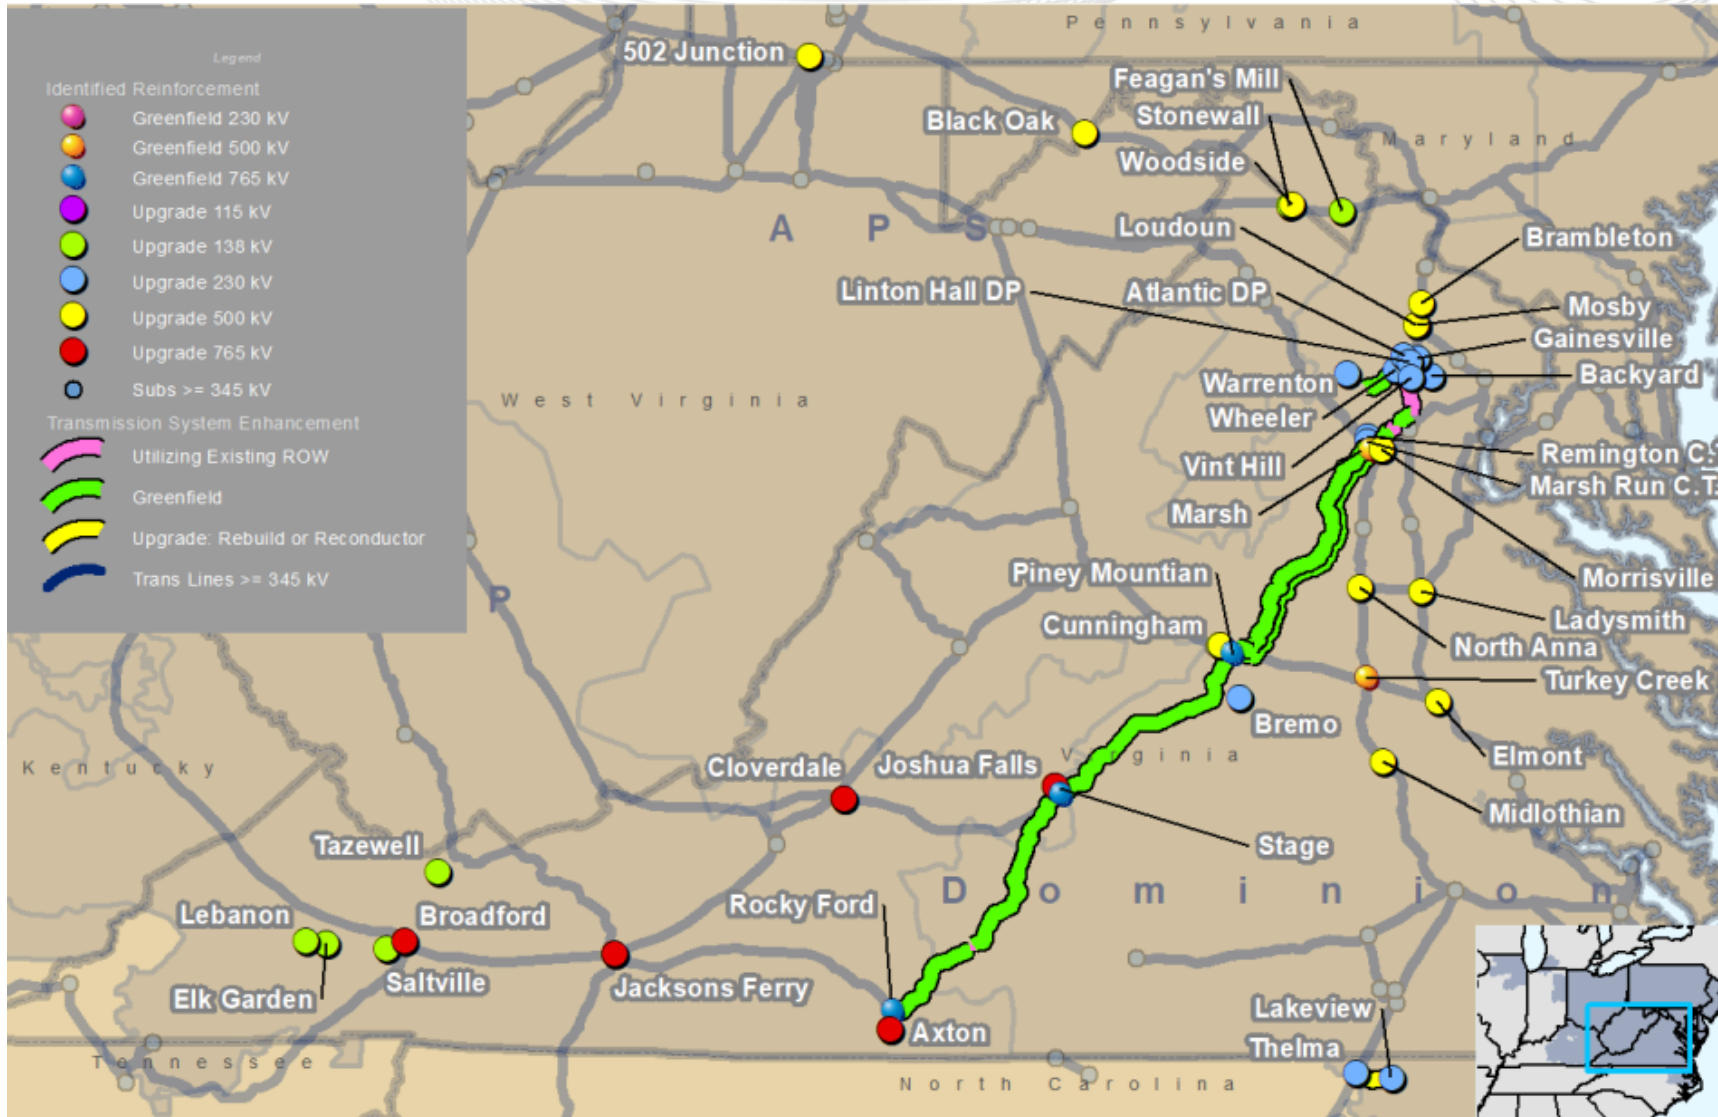 Legend
Identified Reinforcement
Greenfield 230 kV
Greenfield 500 kV
Greenfield 765 kV
Upgrade 115 kV
Upgrade 138 kV
Upgrade 230 kV
Upgrade 500 kV
Upgrade 765 kV
Subs >= 345 kV
Transmission System Enhancement
Utilizing Existing ROW
Greenfield
Upgrade: Rebuild or Reconductor
Trans Lines >= 345 kV
Pennsylvania
502 Junction
Feagan's Mill
Black Oak
Stonewall
Maryland
Woodside
APS
Loudoun
Brambleton
Linton Hall DP
Atlantic DP
Mosby
Gainesville
Warrenton
Backyard
West Virginia
Wheeler
Vint Hill
Remington C.T
Marsh Run C.T.
Marsh
Piney Mountian
Morrisville
P
Cunningham
Ladysmith
North Anna
Turkey Creek
Bremo
Virginia
Elmont
Kentucky
Cloverdale
Joshua Falls
Midlothian
Tazewell
Stage
Dominion
Rocky Ford
Lebanon
Broadford
Saltville
Elk Garden
Jacksons Ferry
Lakeview
Axton
Thelma
Tennessee
North Carolina